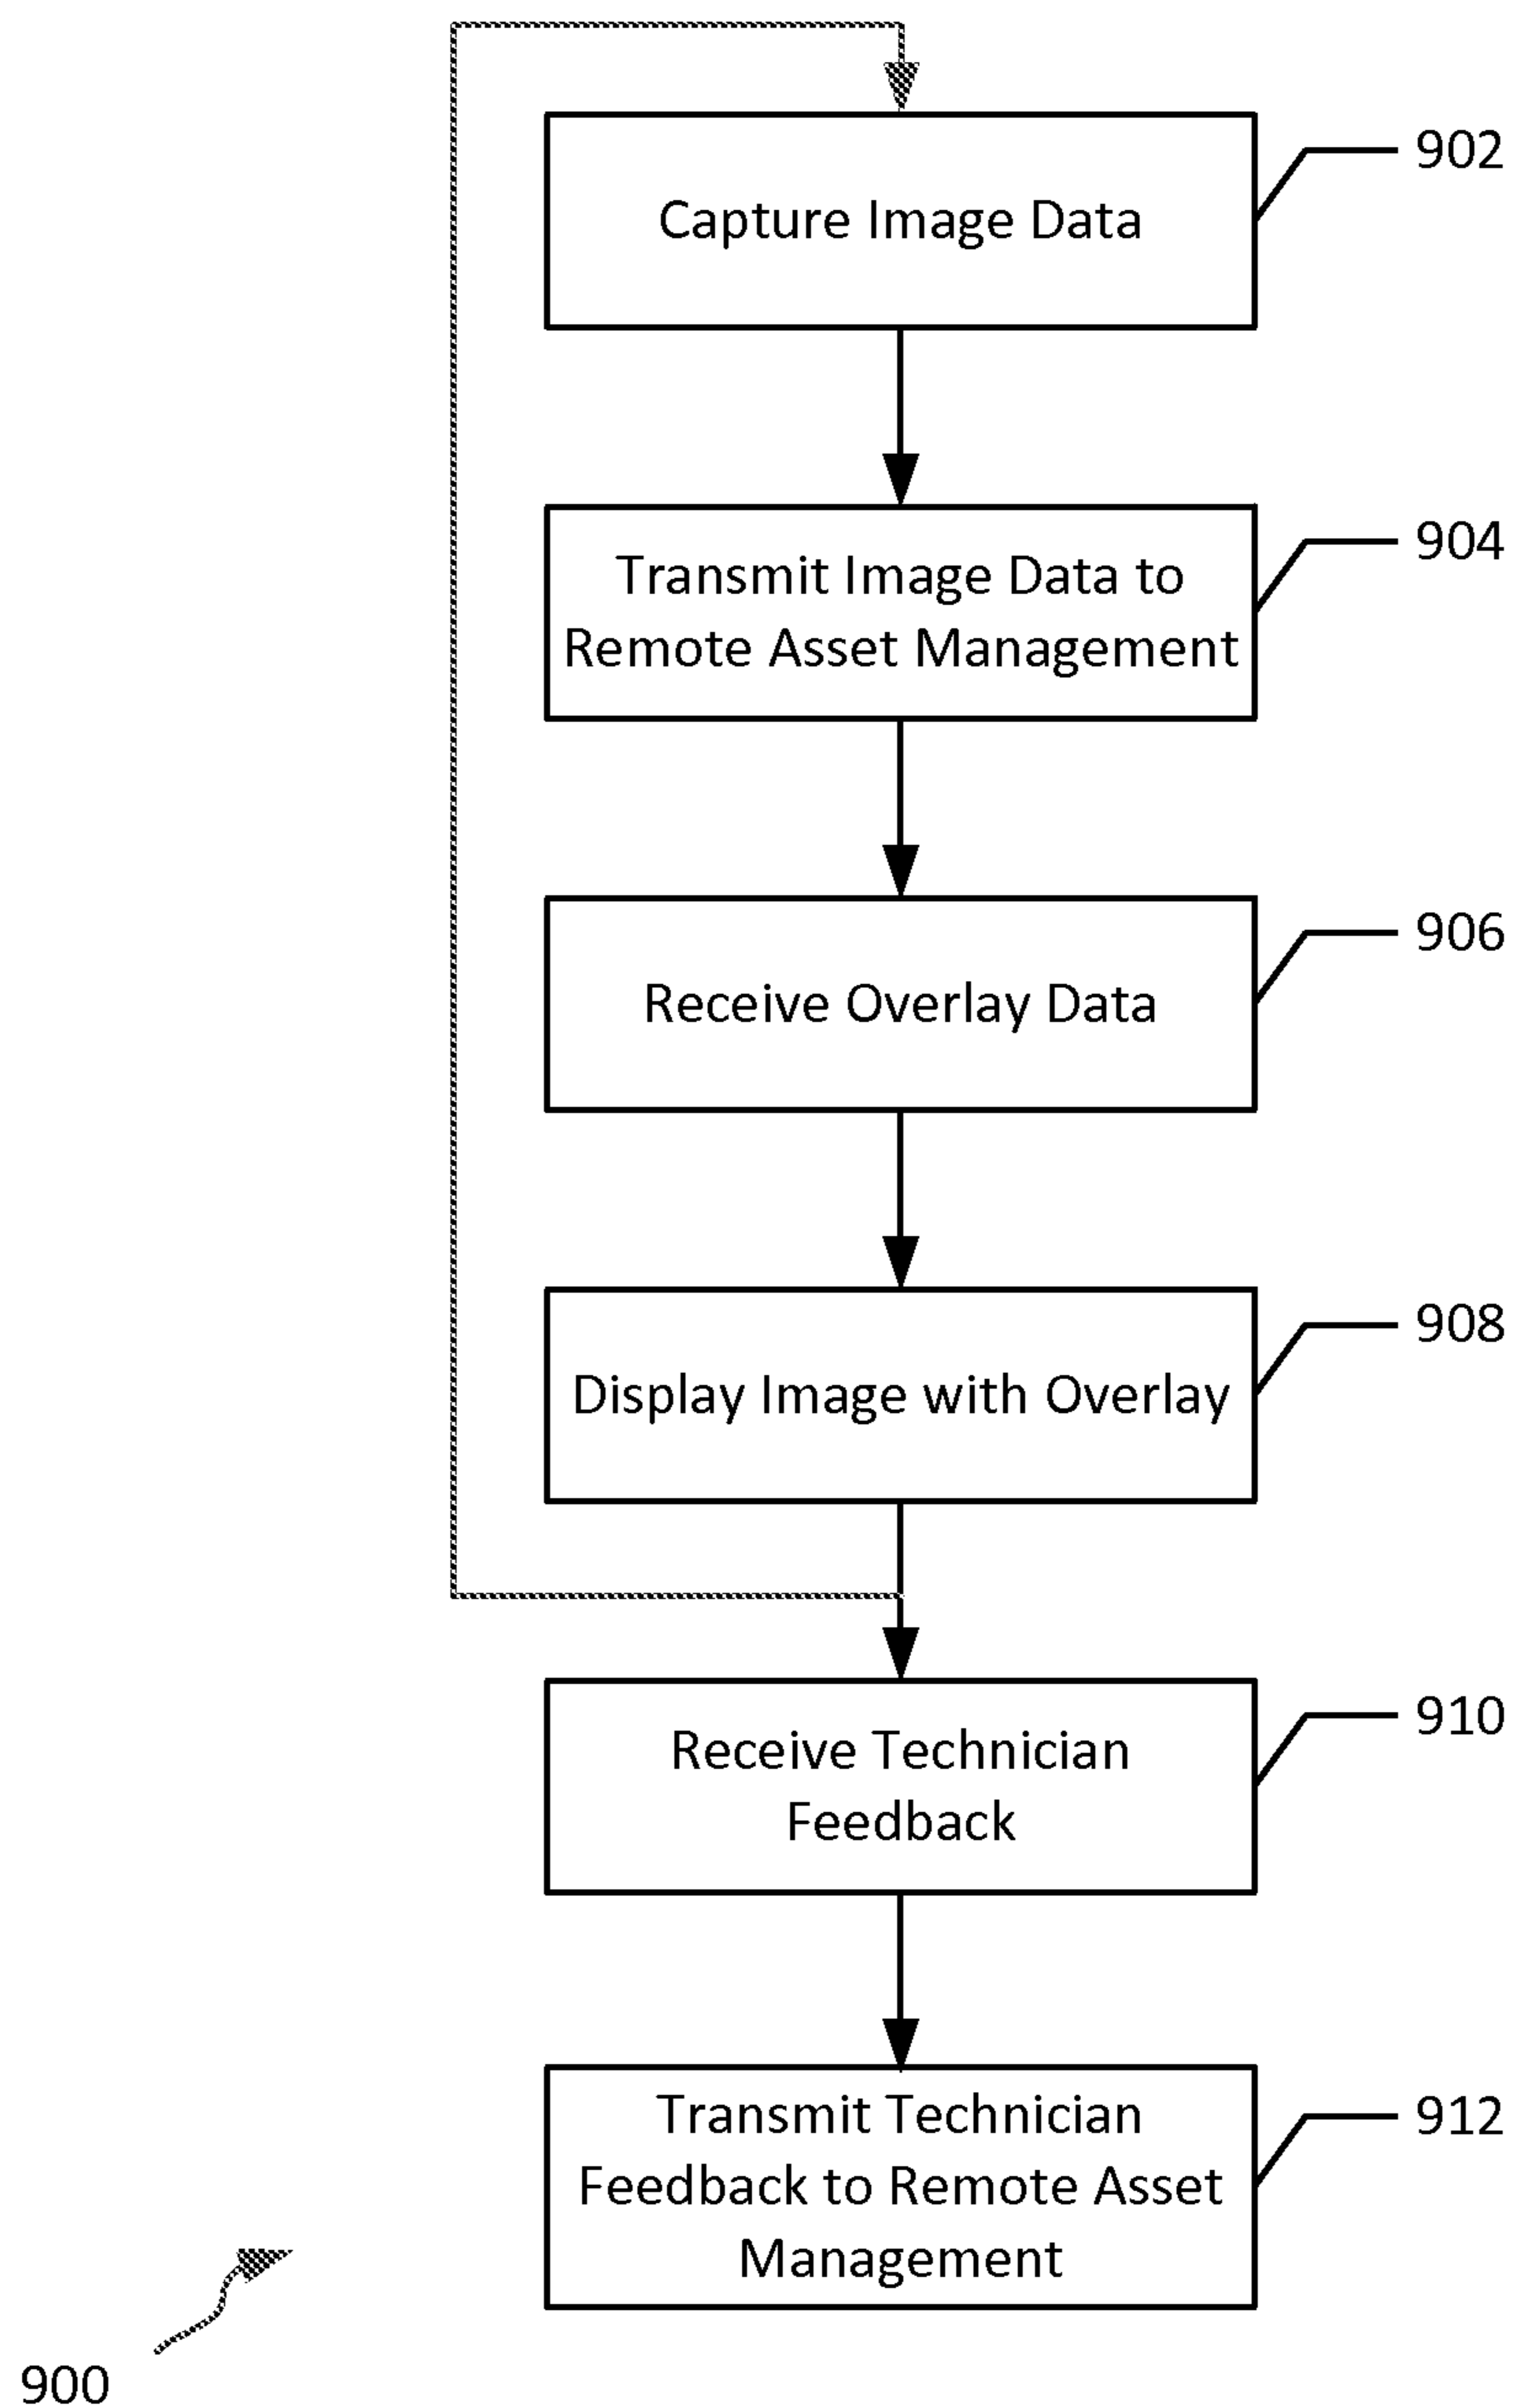 Capture Image Data
902
Transmit Image Data to
Remote Asset Management
904
Receive Overlay Data
906
Display Image with Overlay
908
Receive Technician
Feedback
910
Transmit Technician
Feedback to Remote Asset
Management
912
900